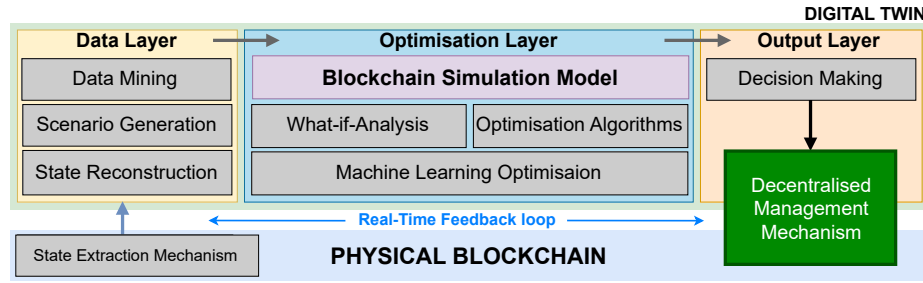 DIGITAL TWIN
Data Layer
Data Mining
Scenario Generation
State Reconstruction
Optimisation Layer
Blockchain Simulation Model
What-if-Analysis
Optimisation Algorithms
Machine Learning Optimisaion
Output Layer
Decision Making
Decentralised
Management
Mechanism
Real-Time Feedback loop
State Extraction Mechanism
PHYSICAL BLOCKCHAIN